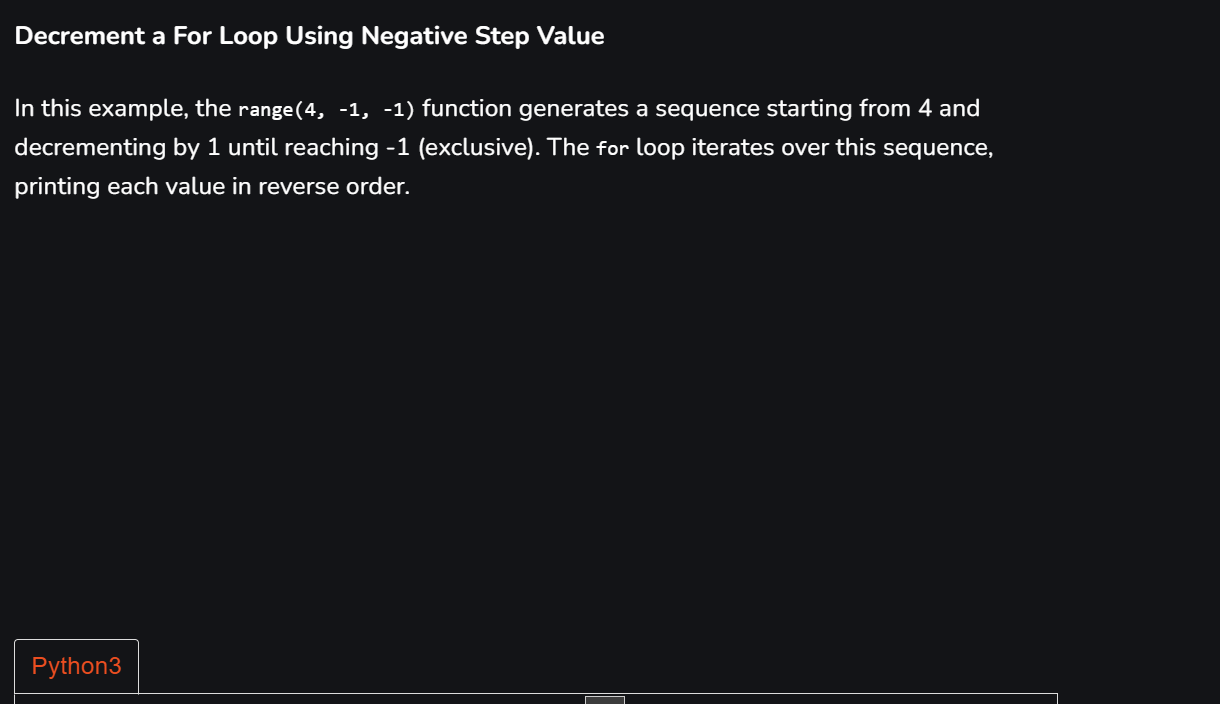 Decrement a For Loop Using Negative Step Value
In this example, the range(4, -1, -1) function generates a sequence starting from 4 and
decrementing by 1 until reaching -1 (exclusive). The for loop iterates over this sequence,
printing each value in reverse order.
Python3